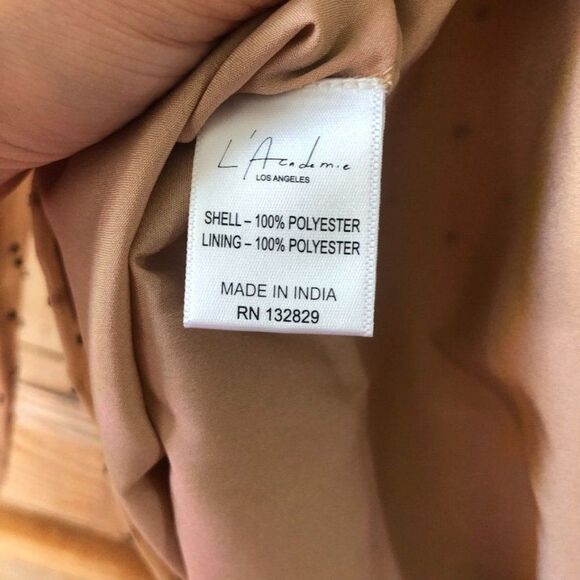 L'Academie
LOS ANGELES
SHELL – 100% POLYESTER
LINING – 100% POLYESTER
MADE IN INDIA
RN 132829